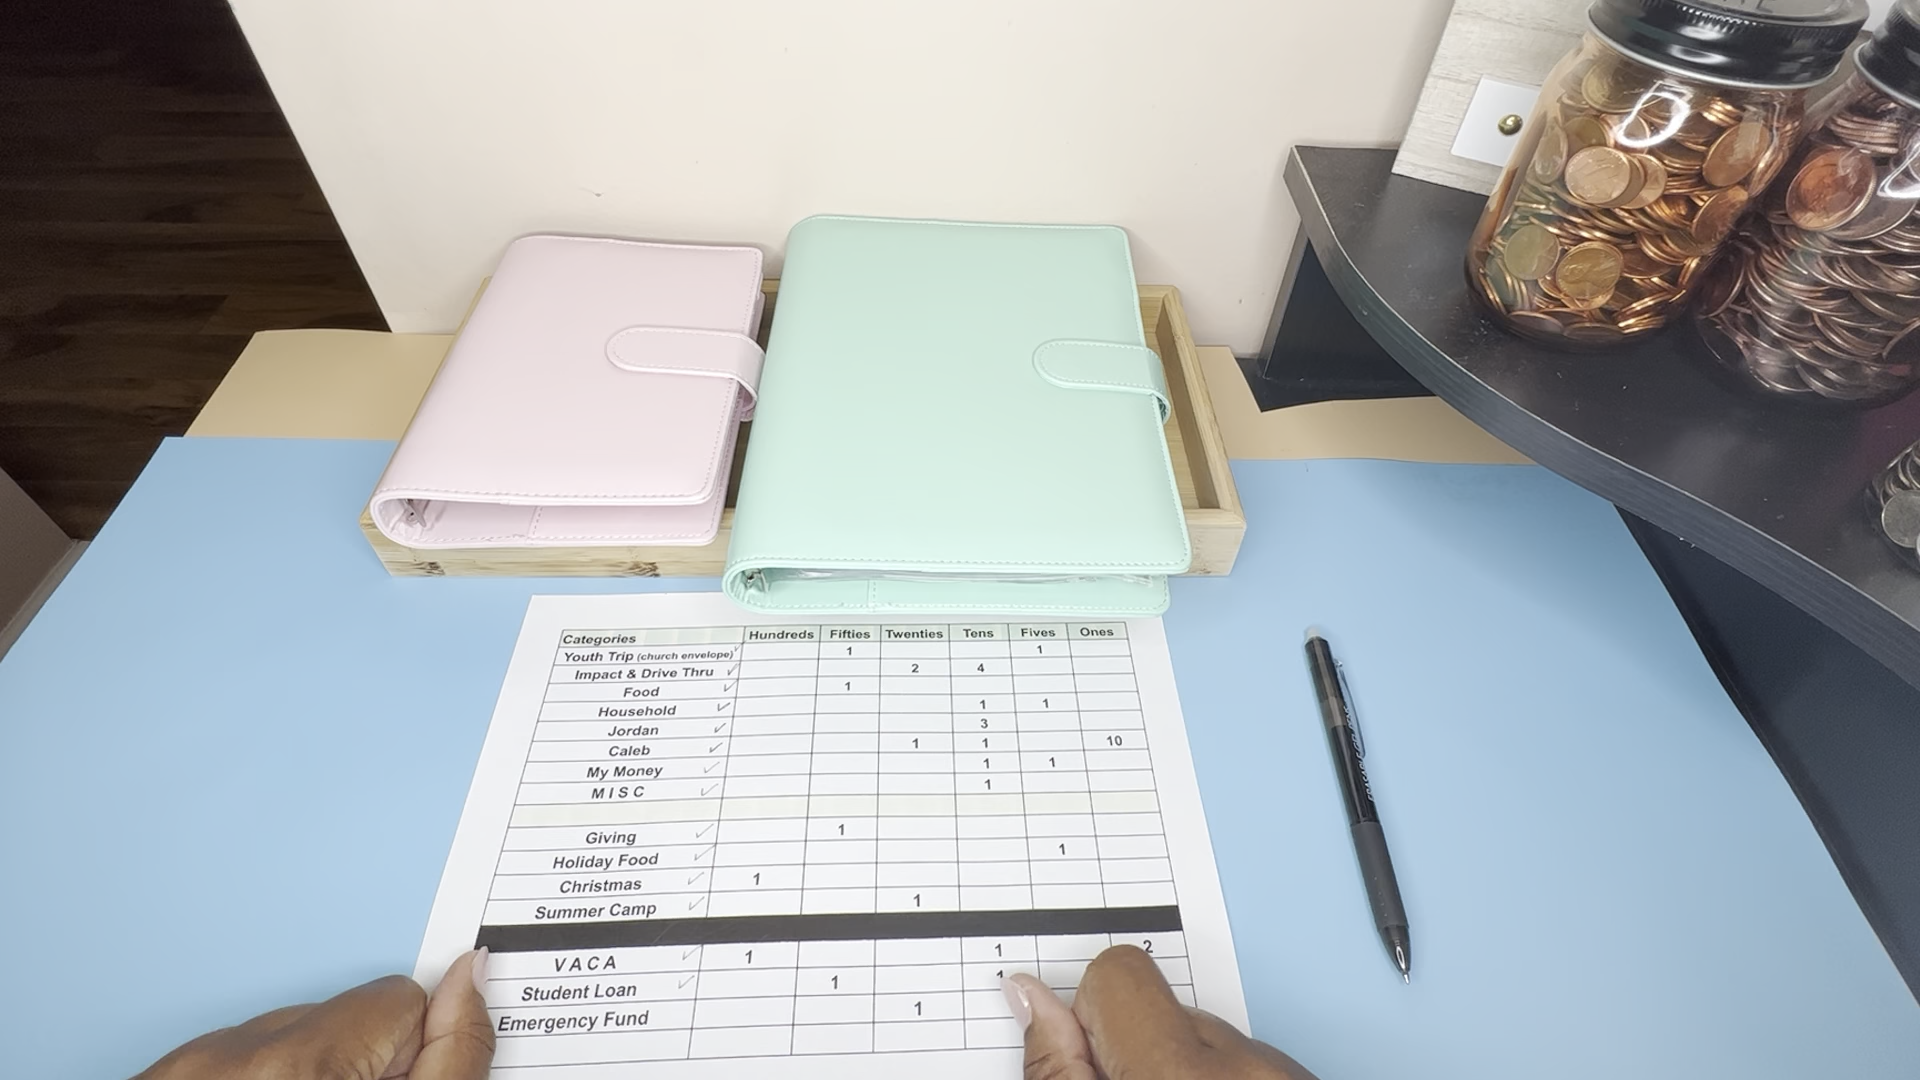 Categories Hundreds Fifties Twenties Tens Fives Ones
Youth Trip (church envelope) 1 1
Impact & Drive Thru 2 4
Food 1
Household 1 1
Jordan 3
Caleb 1 1 10
My Money 1 1
MISC 1
Giving 1
Holiday Food 1
Christmas 1
Summer Camp 1
VACA 1 1 2
Student Loan 1 1
Emergency Fund 1